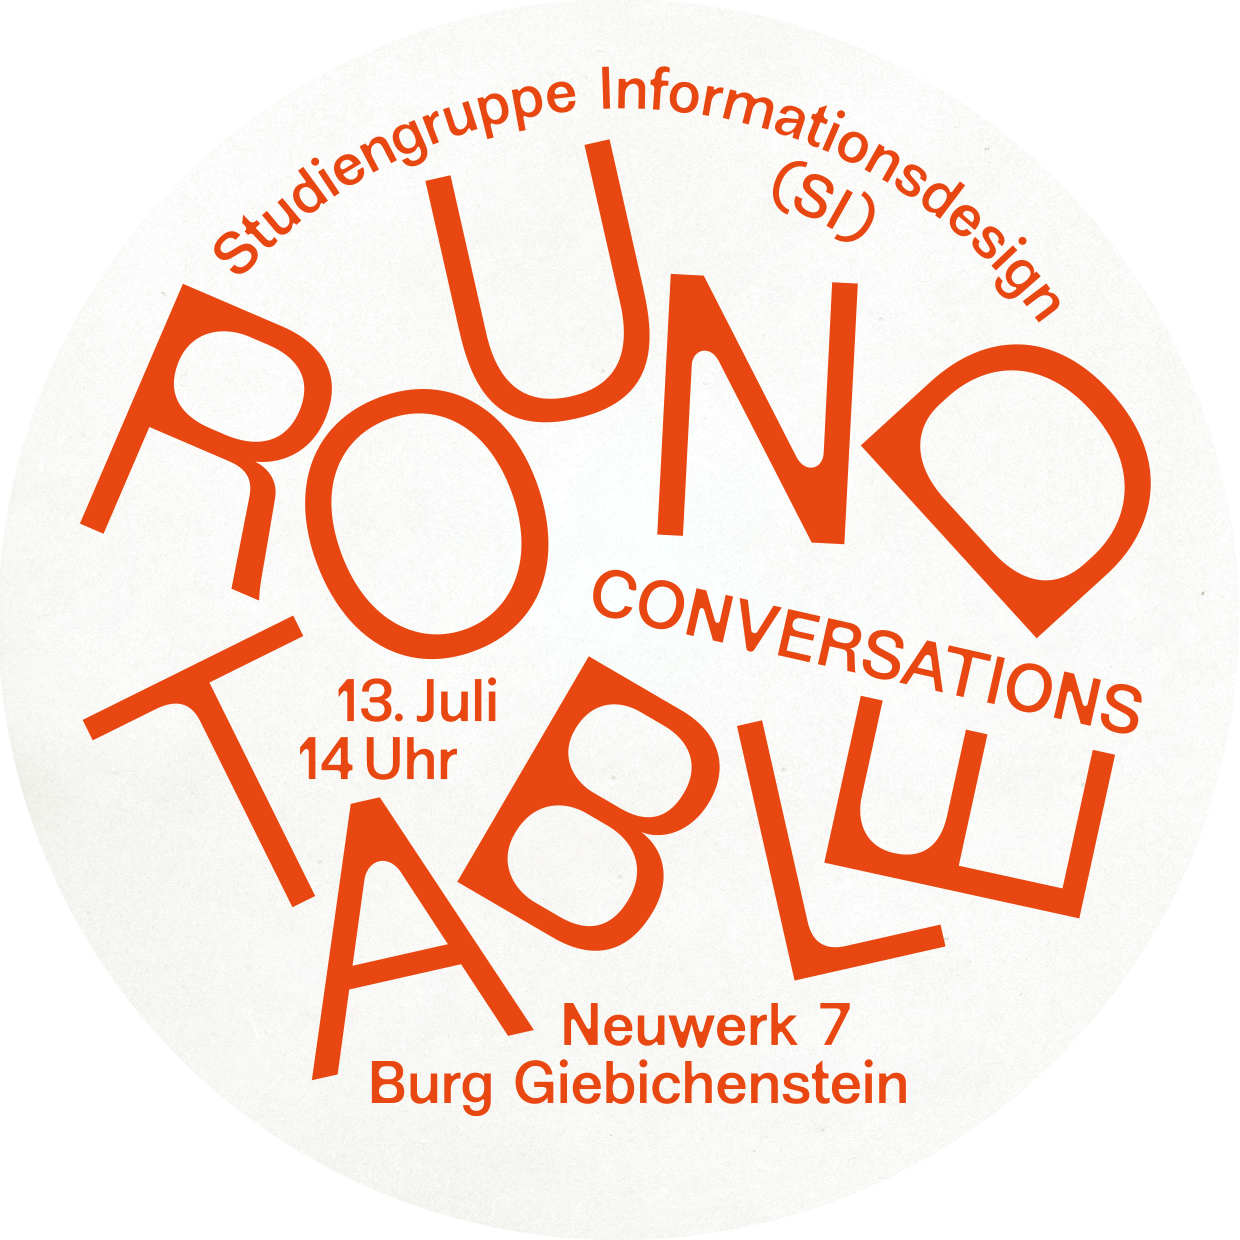 Studiengruppe Informationsdesign
(SI)
ROUND
CONVERSATIONS
TABLE
13. Juli
14 Uhr
Neuwerk 7
Burg Giebichenstein